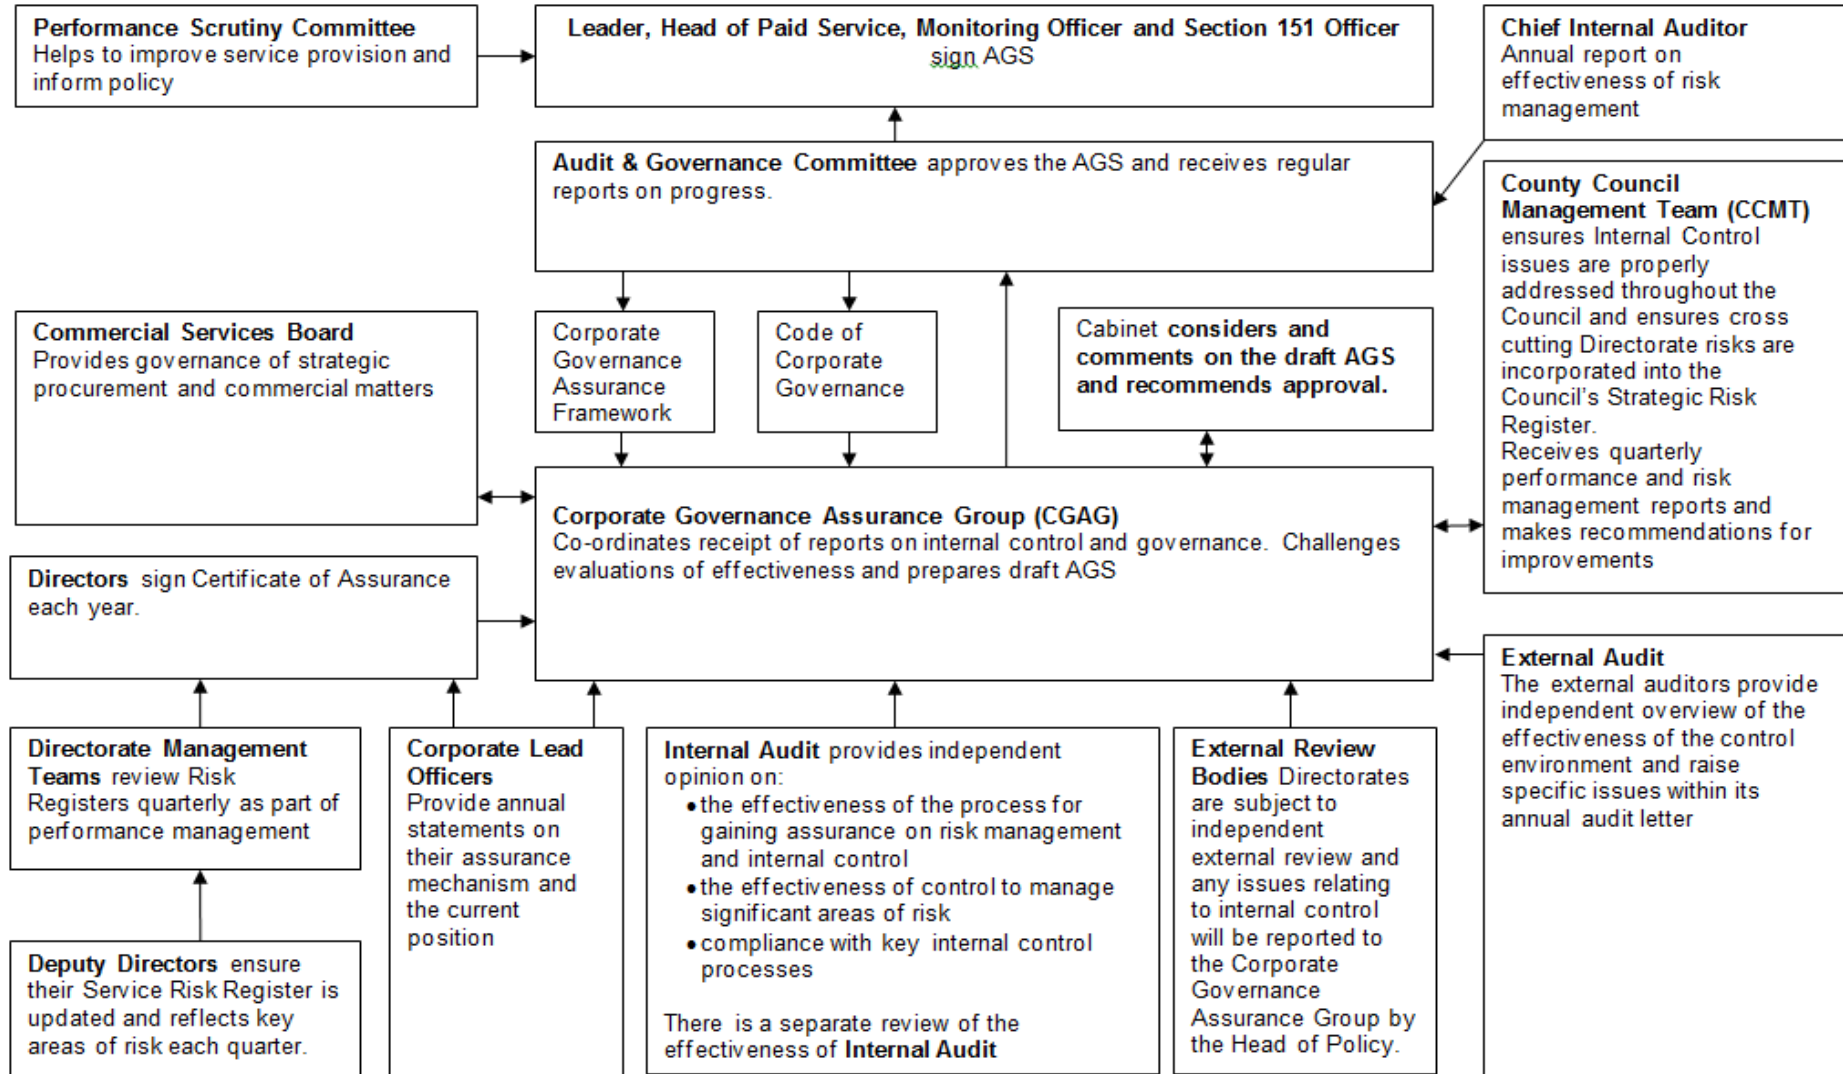 Performance Scrutiny Committee
Helps to improve service provision and
inform policy
Leader, Head of Paid Service, Monitoring Officer and Section 151 Officer
sign AGS
Chief Internal Auditor
Annual report on
effectiveness of risk
management
Audit & Governance Committee approves the AGS and receives regular
reports on progress.
County Council
Management Team (CCMT)
ensures Internal Control
issues are properly
addressed throughout the
Council and ensures cross
cutting Directorate risks are
incorporated into the
Council's Strategic Risk
Register.
Receives quarterly
performance and risk
management reports and
makes recommendations for
improvements
Commercial Services Board
Provides governance of strategic
procurement and commercial matters
Corporate
Governance
Assurance
Framework
Code of
Corporate
Governance
Cabinet considers and
comments on the draft AGS
and recommends approval.
Corporate Governance Assurance Group (CGAG)
Co-ordinates receipt of reports on internal control and governance. Challenges
evaluations of effectiveness and prepares draft AGS
Directors sign Certificate of Assurance
each year.
External Audit
The external auditors provide
independent overview of the
effectiveness of the control
environment and raise
specific issues within its
annual audit letter
Directorate Management
Teams review Risk
Registers quarterly as part of
performance management
Corporate Lead
Officers
Provide annual
statements on
their assurance
mechanism and
the current
position
Internal Audit provides independent
opinion on:
• the effectiveness of the process for
gaining assurance on risk management
and internal control
• the effectiveness of control to manage
significant areas of risk
• compliance with key internal control
processes
There is a separate review of the
effectiveness of Internal Audit
External Review
Bodies Directorates
are subject to
independent
external review and
any issues relating
to internal control
will be reported to
the Corporate
Governance
Assurance Group by
the Head of Policy.
Deputy Directors ensure
their Service Risk Register is
updated and reflects key
areas of risk each quarter.